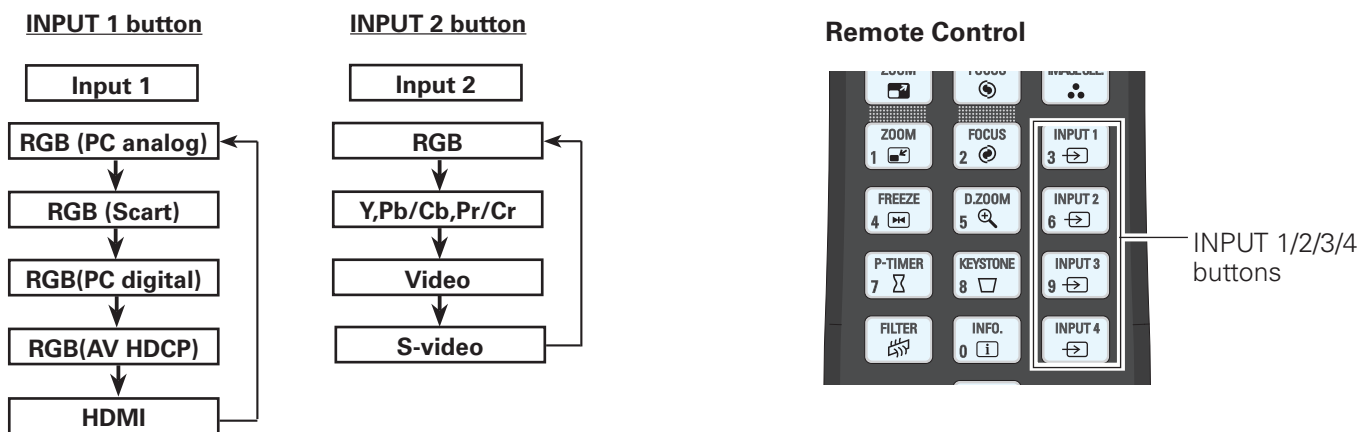 INPUT 1 button
Input 1
RGB (PC analog)
RGB (Scart)
RGB(PC digital)
RGB(AV HDCP)
HDMI
INPUT 2 button
Input 2
RGB
Y,Pb/Cb,Pr/Cr
Video
S-video
Remote Control
ZOOM
FOCUS
ZOOM
1
FOCUS
2
INPUT 1
3
FREEZE
4
D.ZOOM
5
INPUT 2
6
P-TIMER
7
KEYSTONE
8
INPUT 3
9
FILTER
INFO.
0 i
INPUT 4
INPUT 1/2/3/4
buttons